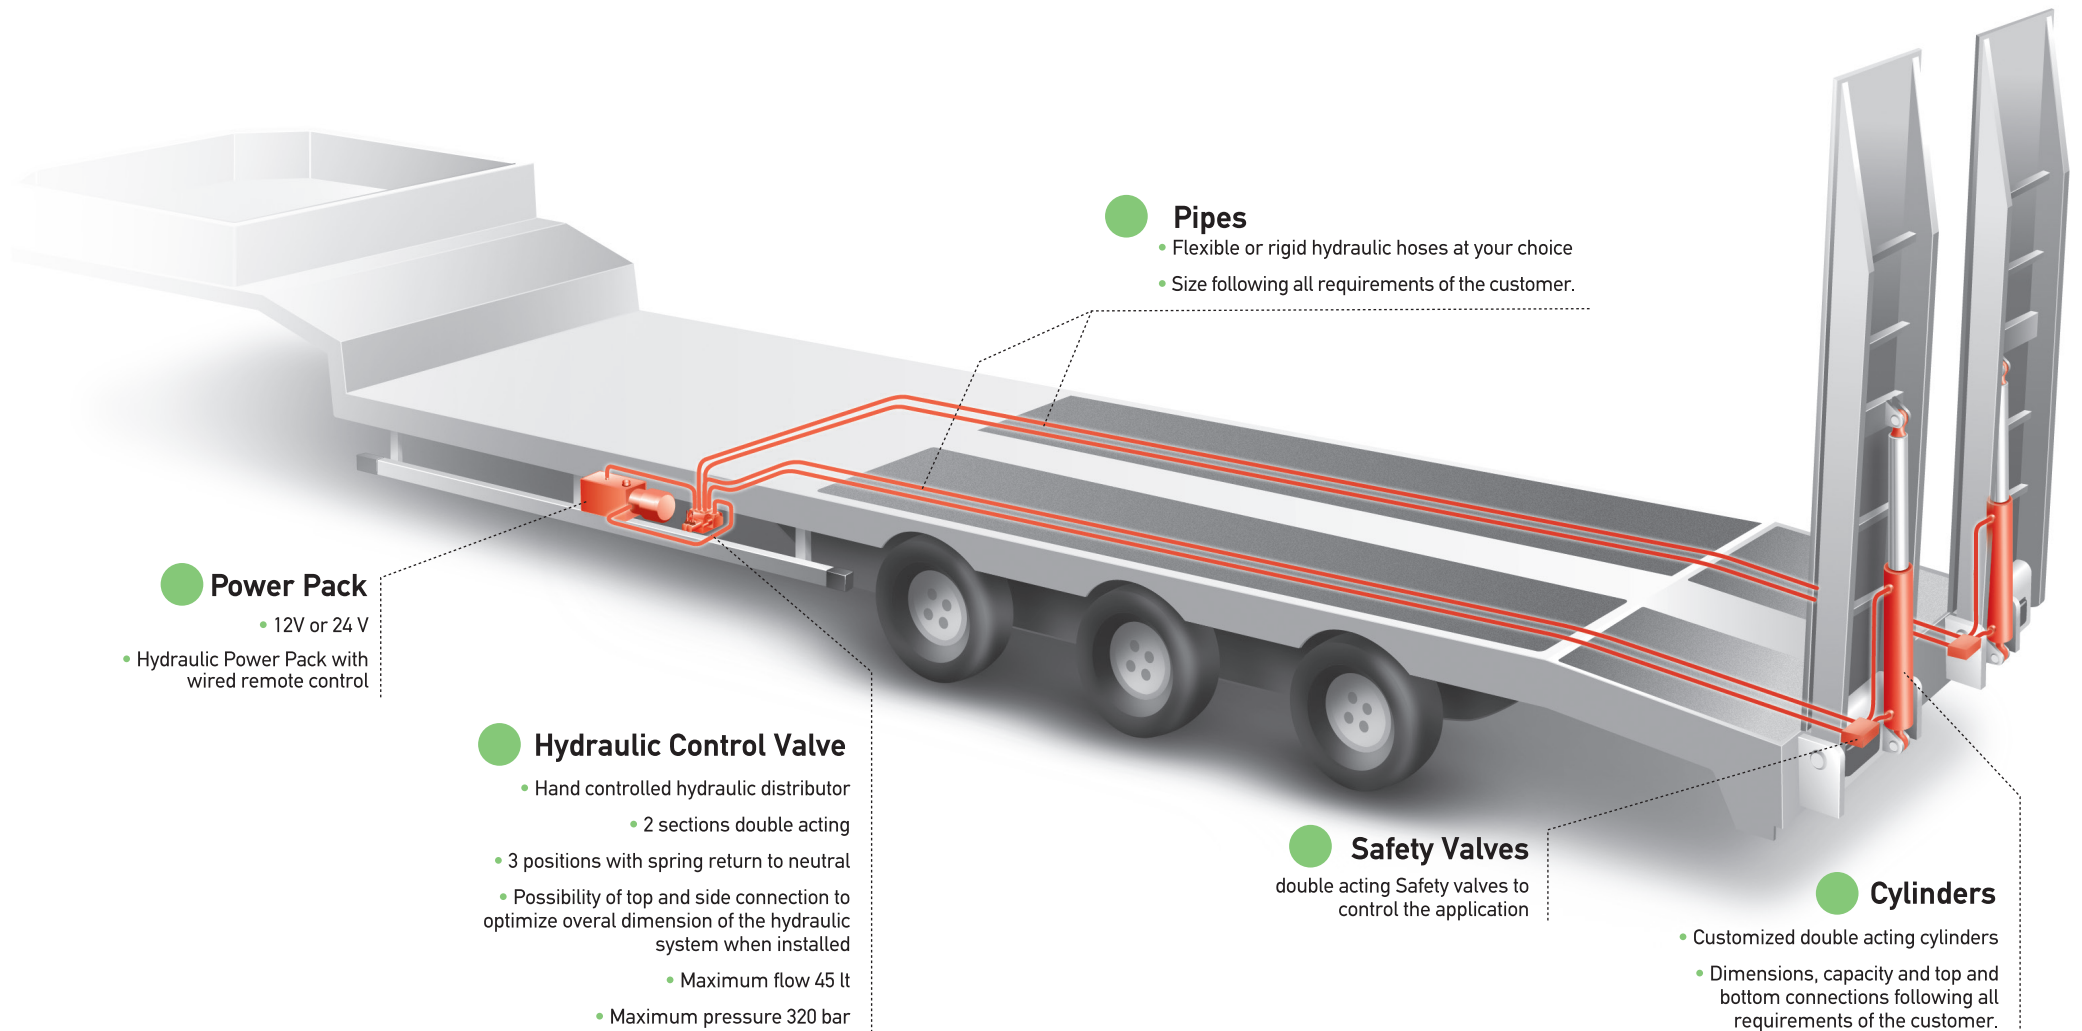 Pipes
• Flexible or rigid hydraulic hoses at your choice
• Size following all requirements of the customer.
Power Pack
• 12V or 24 V
• Hydraulic Power Pack with
wired remote control
Hydraulic Control Valve
• Hand controlled hydraulic distributor
• 2 sections double acting
• 3 positions with spring return to neutral
• Possibility of top and side connection to
optimize overal dimension of the hydraulic
system when installed
• Maximum flow 45 lt
• Maximum pressure 320 bar
Safety Valves
double acting Safety valves to
control the application
Cylinders
• Customized double acting cylinders
• Dimensions, capacity and top and
bottom connections following all
requirements of the customer.